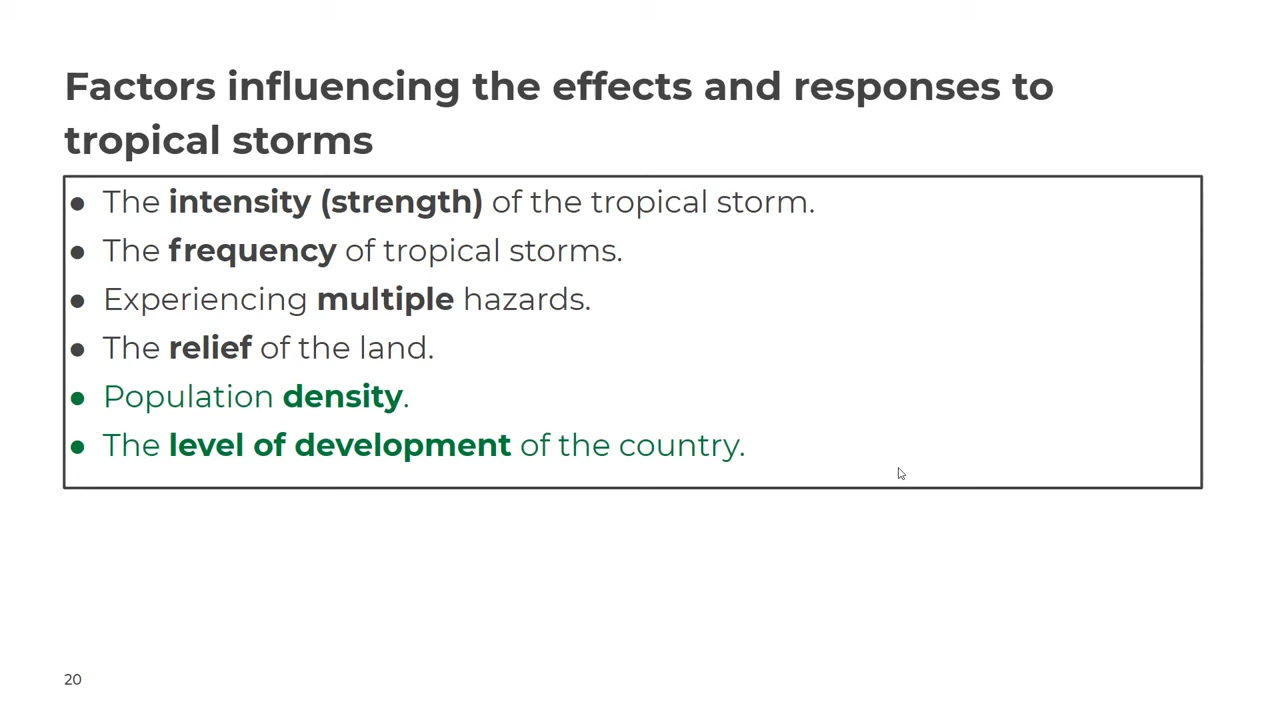 Factors influencing the effects and responses to
tropical storms
● The intensity (strength) of the tropical storm.
● The frequency of tropical storms.
● Experiencing multiple hazards.
● The relief of the land.
● Population density.
● The level of development of the country.
20